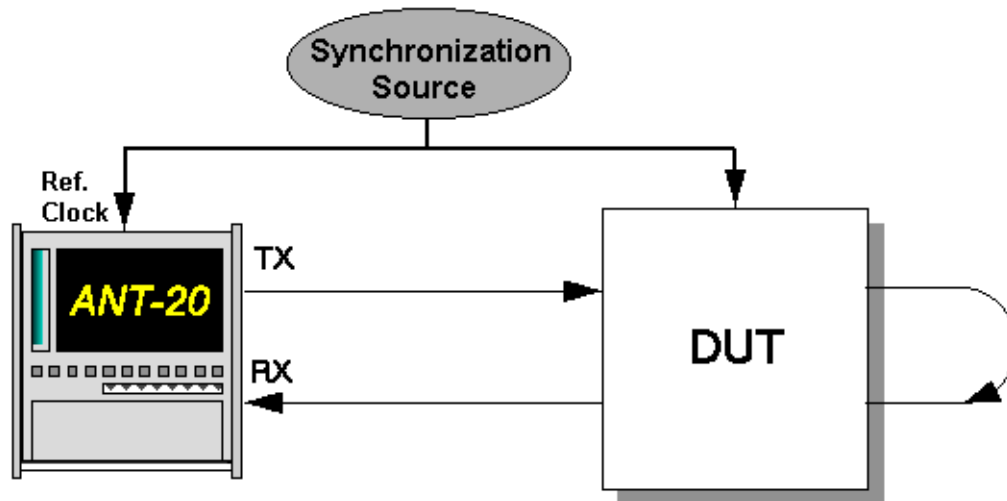 Synchronization
Source
Ref.
Clock
TX
ANT-20
DUT
RX